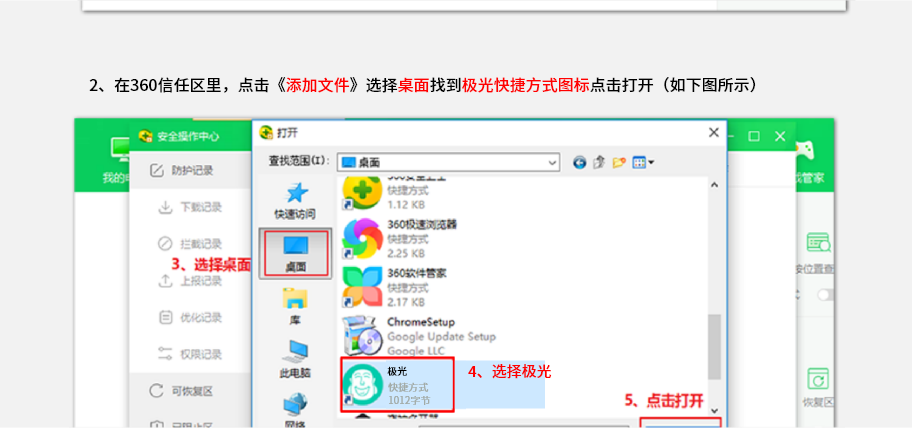 2、在360信任区里，点击《添加文件》选择桌面找到极光快捷方式图标点击打开（如下图所示）
安全操作中心
打开
我的
管家
查找范围(I):
桌面
防护记录
快捷方式
1.12 KB
下载记录
快速访问
360极速浏览器
快捷方式
2.25 KB
拦截记录
3、选择桌面
桌面
按位置查
上报记录
360软件管家
快捷方式
2.17 KB
优化记录
库
ChromeSetup
Google Update Setup
Google LLC
权限记录
此电脑
极光
快捷方式
1012字节
4、选择极光
可恢复区
恢复区
5、点击打开
网络